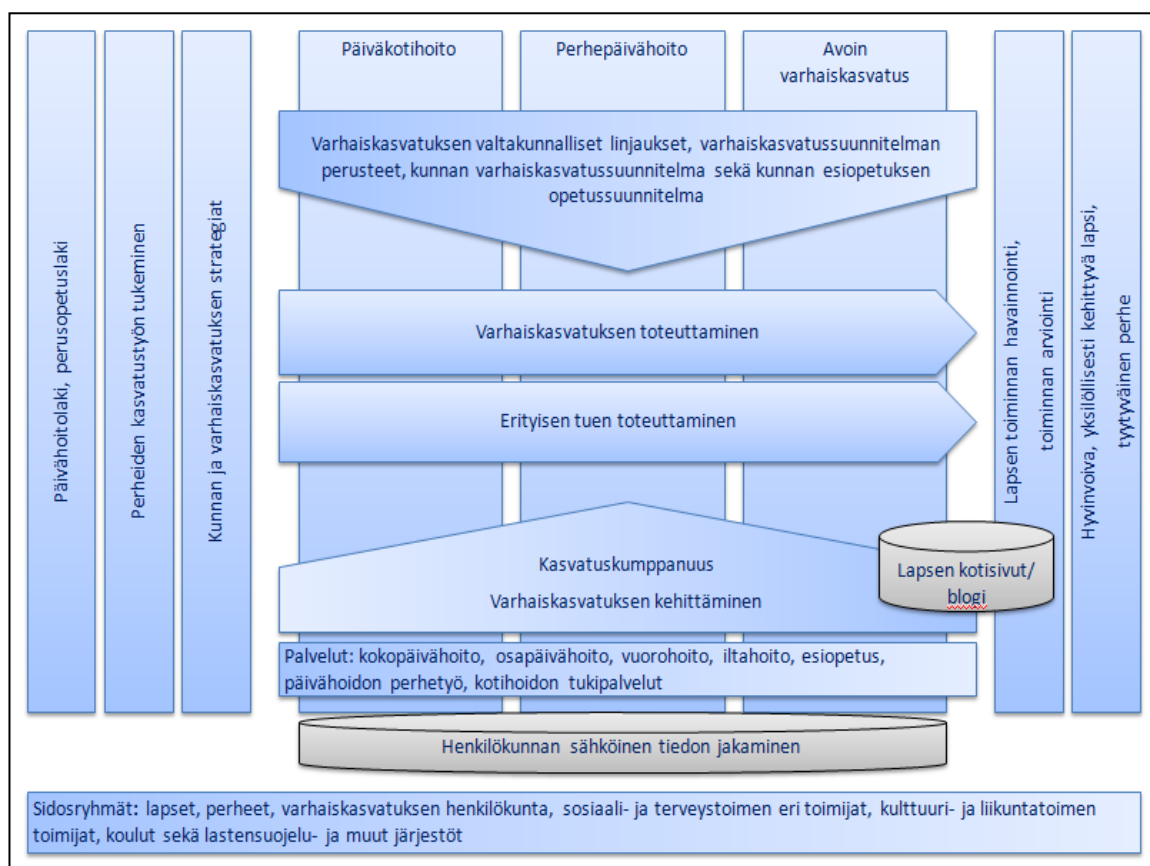 Päivähoitolaki, perusopetuslaki
Perheiden kasvatustyön tukeminen
Kunnan ja varhaiskasvatuksen strategiat
Päiväkotihoito
Perhepäivähoito
Avoin
varhaiskasvatus
Varhaiskasvatuksen valtakunnalliset linjaukset, varhaiskasvatussuunnitelman
perusteet, kunnan varhaiskasvatussuunnitelma sekä kunnan esiopetuksen
opetussuunnitelma
Varhaiskasvatuksen toteuttaminen
Erityisen tuen toteuttaminen
Kasvatuskumppanuus
Varhaiskasvatuksen kehittäminen
Lapsen kotisivut/
blogi
Palvelut: kokopäivähoito, osapäivähoito, vuorohoito, iltahoito, esiopetus,
päivähoidon perhetyö, kotihoidon tukipalvelut
Henkilökunnan sähköinen tiedon jakaminen
Lapsen toiminnan havainnointi,
toiminnan arviointi
Hyvinvoiva, yksilöllisesti kehittyvä lapsi,
tyytyväinen perhe
Sidosryhmät: lapset, perheet, varhaiskasvatuksen henkilökunta, sosiaali- ja terveystoimen eri toimijat, kulttuuri- ja liikuntatoimen
toimijat, koulut sekä lastensuojelu- ja muut järjestöt